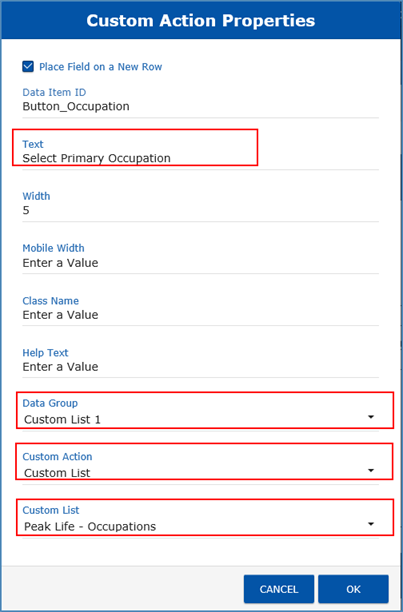 Custom Action Properties
Place Field on a New Row
Data Item ID
Button_Occupation
Text
Select Primary Occupation
Width
5
Mobile Width
Enter a Value
Class Name
Enter a Value
Help Text
Enter a Value
Data Group
Custom List 1
Custom Action
Custom List
Custom List
Peak Life - Occupations
CANCEL OK